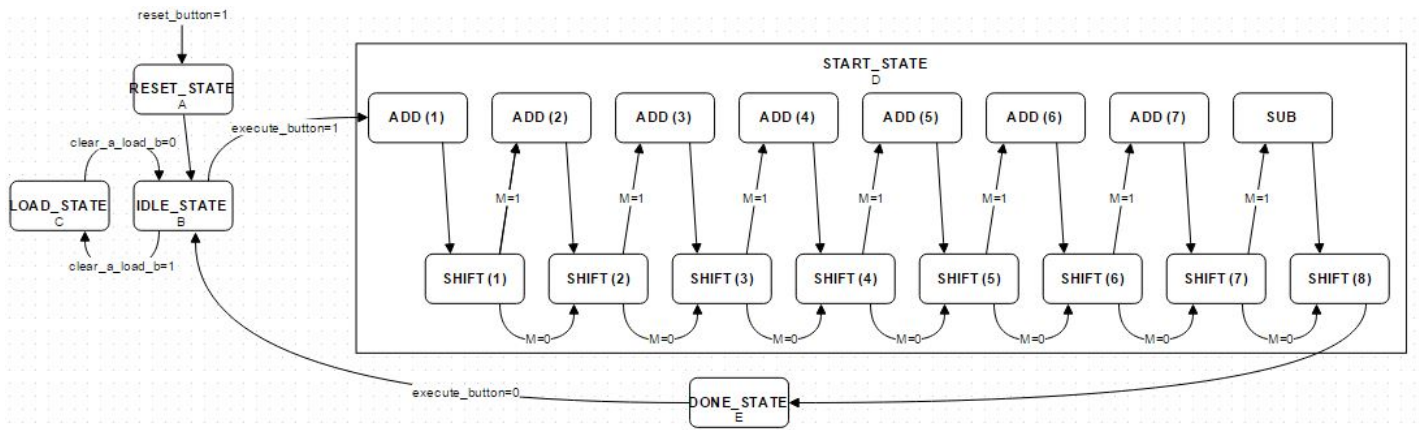 reset_button=1
RESET_STATE
A
execute_button=1
clear_a_load_b=0
LOAD_STATE
C
IDLE_STATE
B
clear_a_load_b=1
START_STATE
D
ADD (1)
ADD (2)
ADD (3)
ADD (4)
ADD (5)
ADD (6)
ADD (7)
SUB
M=1
M=1
M=1
M=1
M=1
M=1
M=1
SHIFT (1)
SHIFT (2)
SHIFT (3)
SHIFT (4)
SHIFT (5)
SHIFT (6)
SHIFT (7)
SHIFT (8)
M=0
M=0
M=0
M=0
M=0
M=0
M=0
execute_button=0
DONE_STATE
E